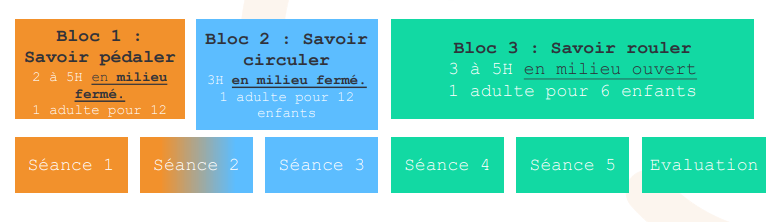 Bloc 1 :
Savoir pédaler
2 à 5H en milieu
fermé.
1 adulte pour 12
Bloc 2 : Savoir
circuler
3H en milieu fermé.
1 adulte pour 12
enfants
Bloc 3 : Savoir rouler
3 à 5H en milieu ouvert
1 adulte pour 6 enfants
Séance 1
Séance 2
Séance 3
Séance 4
Séance 5
Evaluation